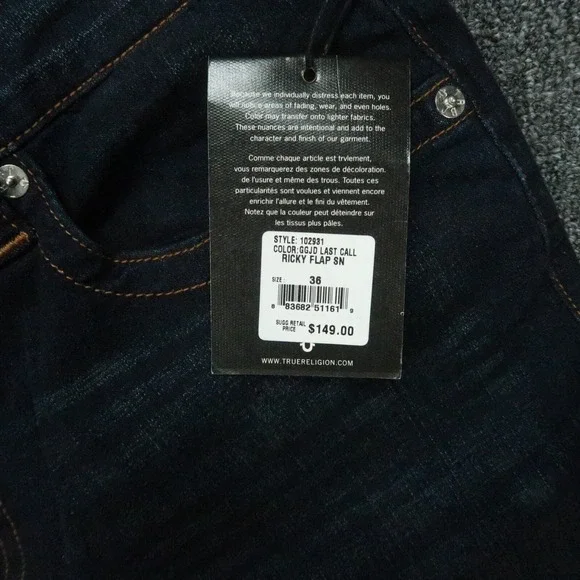 Because we individually distress each item, you
will notice areas of fading, wear, and even holes.
Color may transfer onto lighter fabrics.
These nuances are intentional and add to the
character and finish of our garment.
Comme chaque article est trvlement,
vous remarquerez des zones de décoloration.
de l'usure et même des trous. Toutes ces
particularités sont voulues et viennent encore
enrichir l'allure et le fini du vêtement.
Notez que la couleur peut déteindre sur
les tissus plus pâles.
STYLE: 102931
COLOR:GGJD LAST CALL
RICKY FLAP SN
SIZE : 36
8 83682 51161 9
SUGG RETAIL
PRICE $149.00
WWW.TRUERELIGION.COM